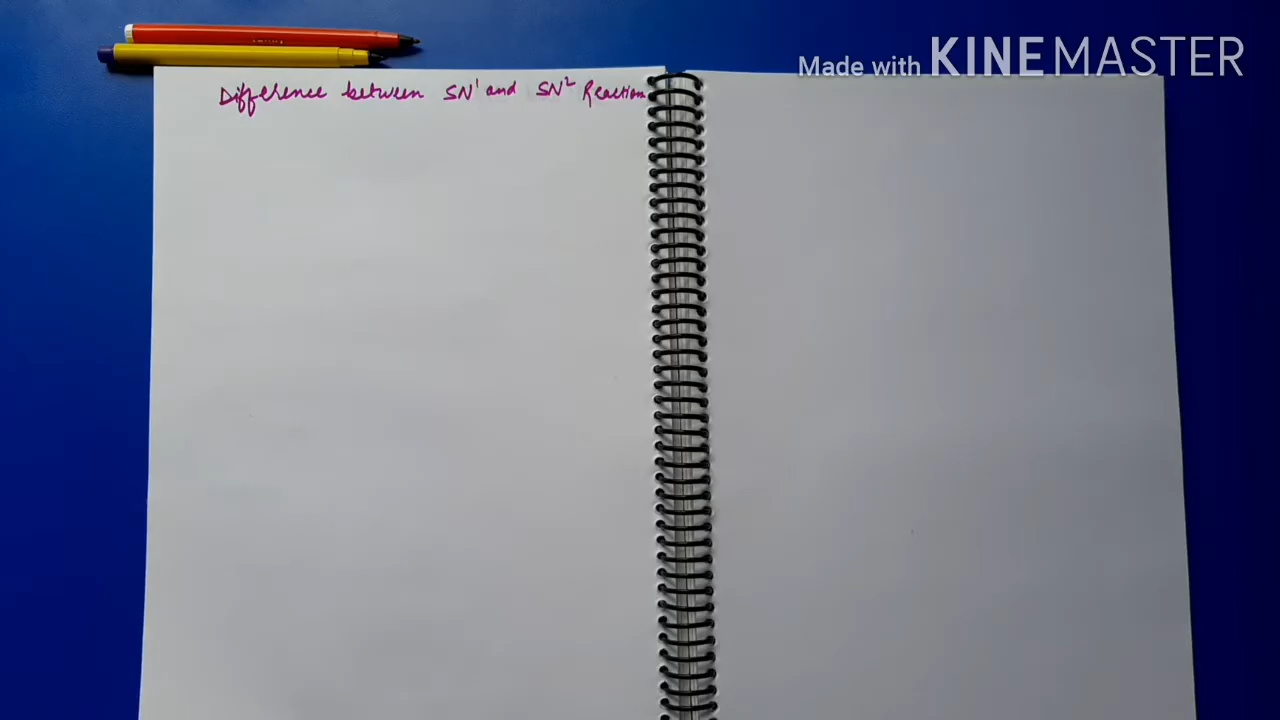 Made with KINEMASTER
Difference between SN¹ and SN² Reaction